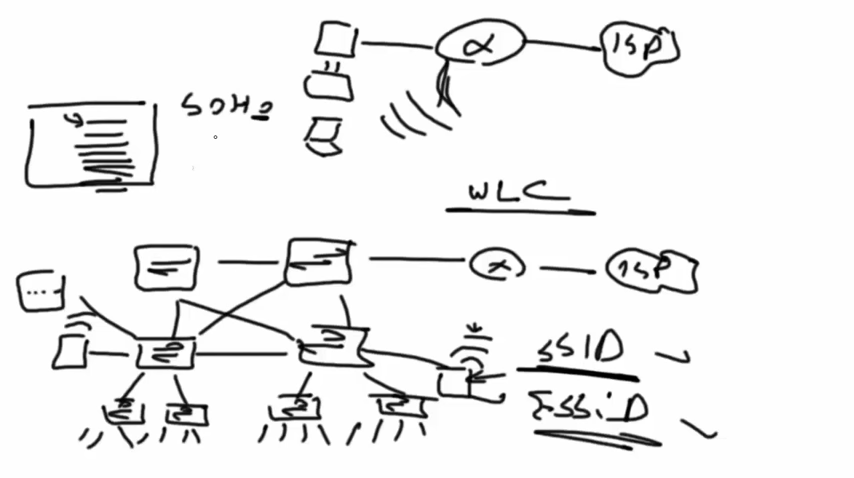 ISP
SOHO
WLC
ISP
SSID
ESSID